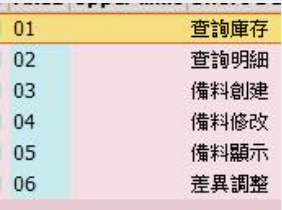 01 查詢庫存
02 查詢明細
03 備料創建
04 備料修改
05 備料顯示
06 差異調整